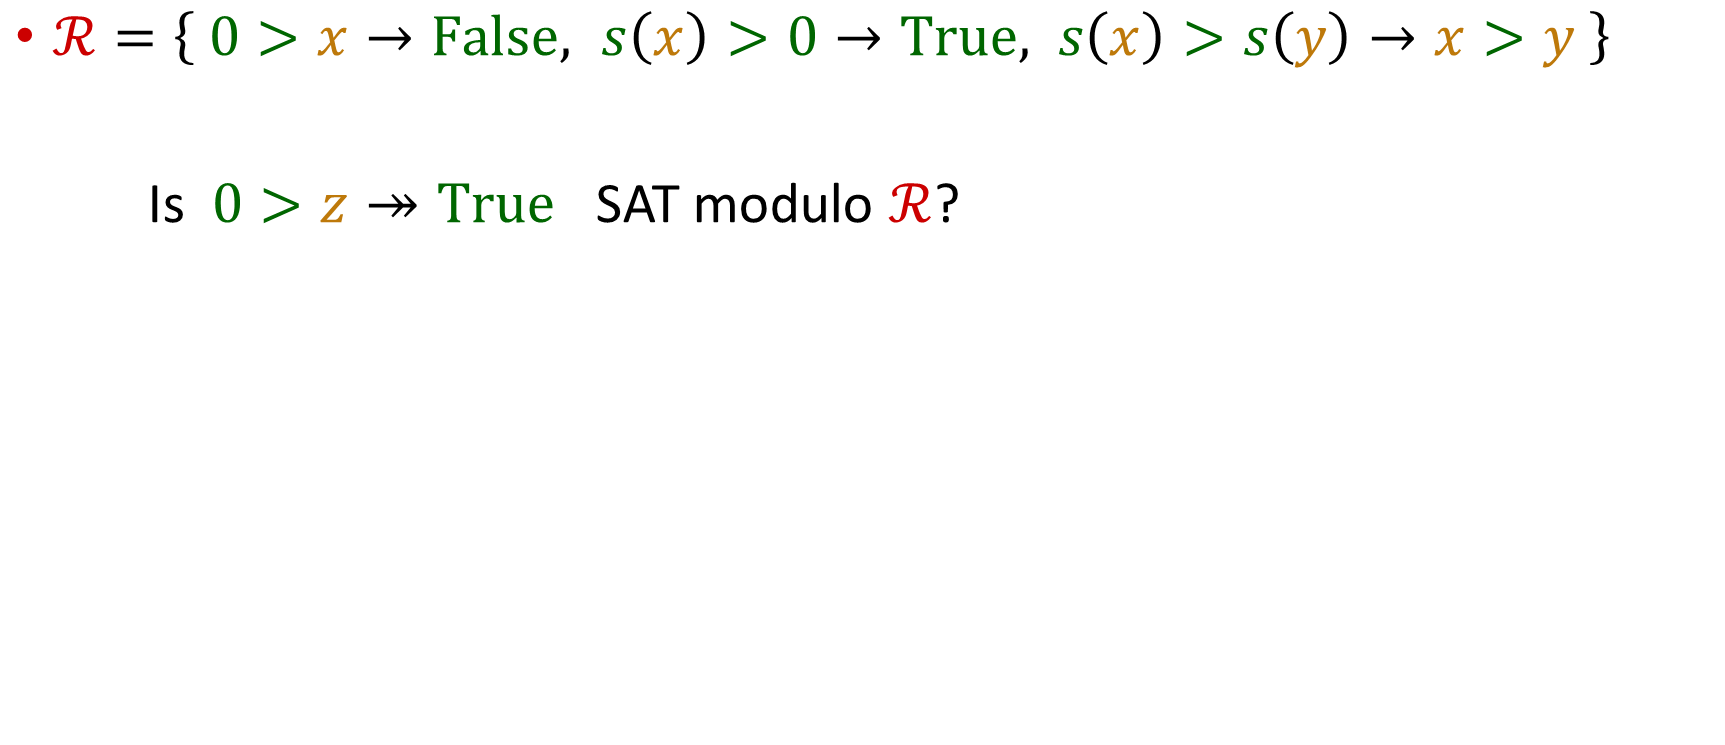 • ℛ = { 0 > 𝑥 → False, 𝑠(𝑥) > 0 → True, 𝑠(𝑥) > 𝑠(𝑦) → 𝑥 > 𝑦 }
Is 0 > 𝑧 ↠ True SAT modulo ℛ?